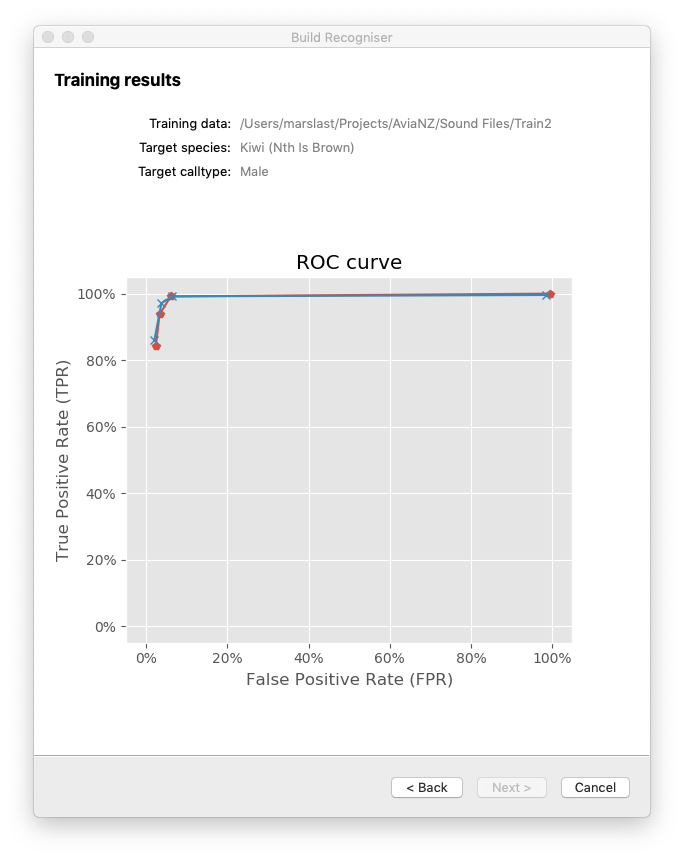 Build Recogniser
Training results
Training data: /Users/marslast/Projects/AviaNZ/Sound Files/Train2
Target species: Kiwi (Nth Is Brown)
Target calltype: Male
ROC curve
100%
80%
60%
40%
20%
0%
True Positive Rate (TPR)
0% 20% 40% 60% 80% 100%
False Positive Rate (FPR)
< Back Next > Cancel